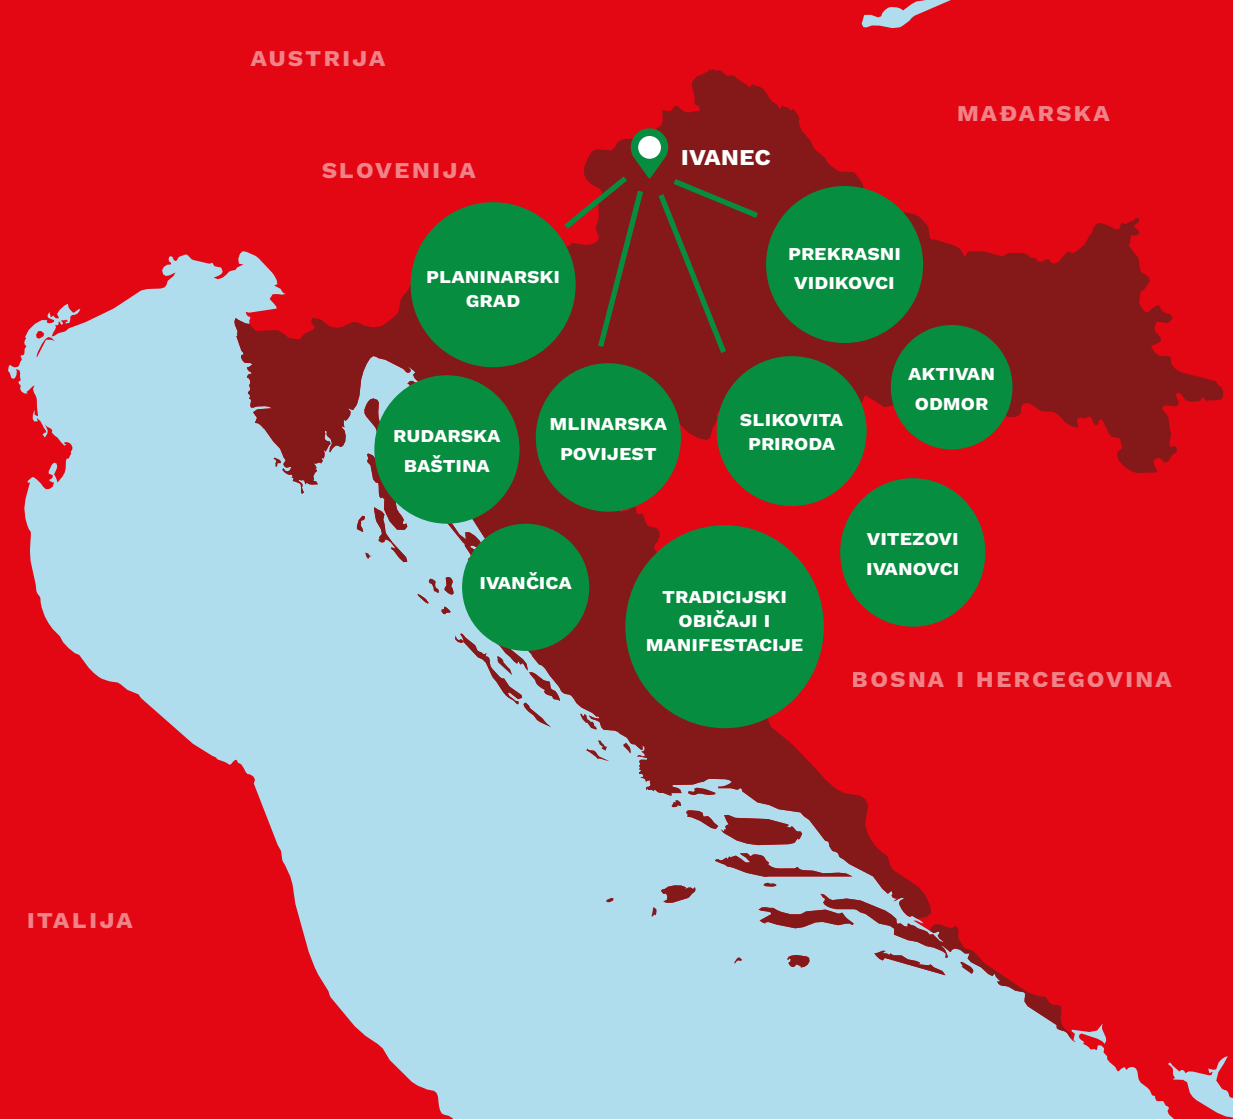 AUSTRIJA
MAĐARSKA
IVANEC
SLOVENIJA
PREKRASNI
VIDIKOVCI
PLANINARSKI
GRAD
AKTIVAN
ODMOR
MLINARSKA
POVIJEST
SLIKOVITA
PRIRODA
RUDARSKA
BAŠTINA
VITEZOVI
IVANOVCI
IVANČICA
TRADICIJSKI
OBIČAJI I
MANIFESTACIJE
BOSNA I HERCEGOVINA
ITALIJA